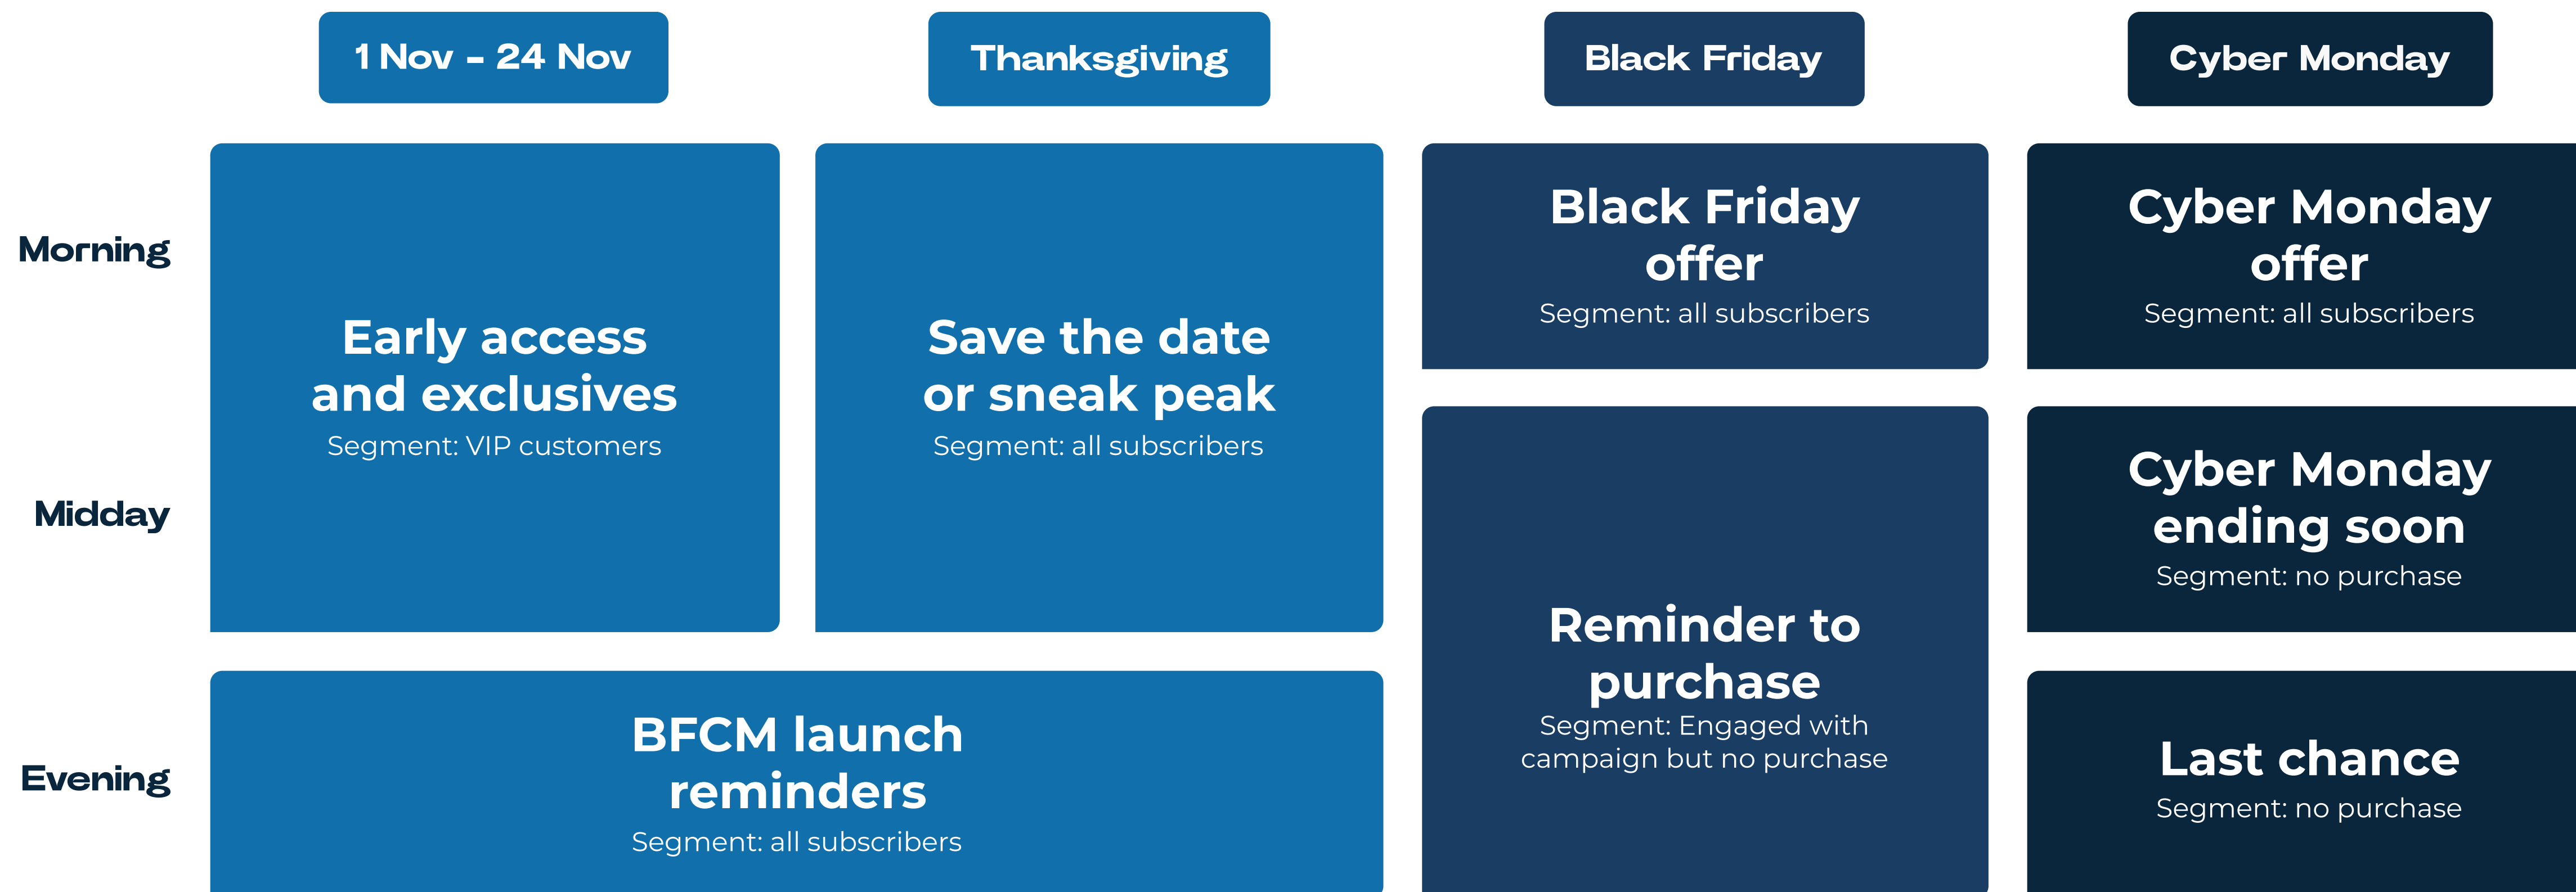 1 Nov - 24 Nov
Thanksgiving
Black Friday
Cyber Monday
Morning
Early access
and exclusives
Segment: VIP customers
Save the date
or sneak peak
Segment: all subscribers
Black Friday
offer
Segment: all subscribers
Cyber Monday
offer
Segment: all subscribers
Midday
Reminder to
purchase
Segment: Engaged with
campaign but no purchase
Cyber Monday
ending soon
Segment: no purchase
Evening
BFCM launch
reminders
Segment: all subscribers
Last chance
Segment: no purchase